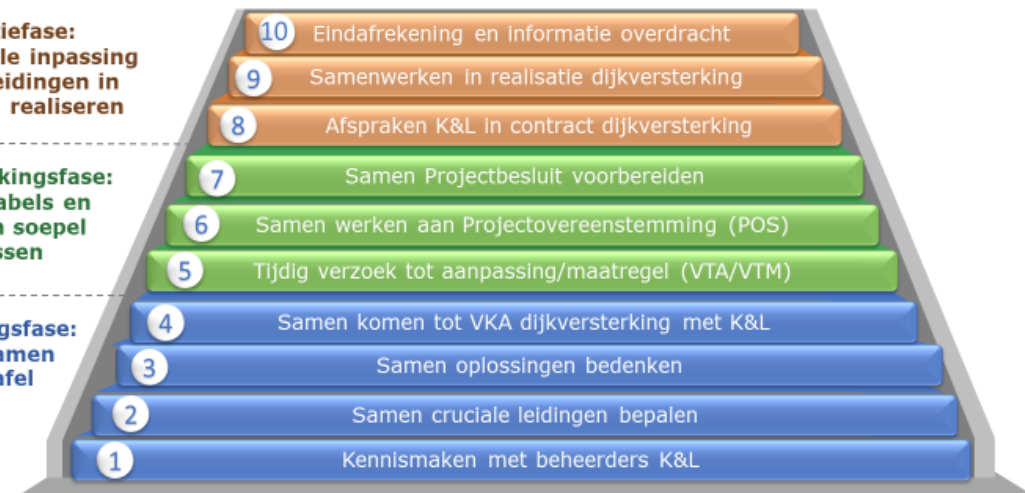 10 Eindafrekening en informatie overdracht
9 Samenwerken in realisatie dijkversterking
8 Afspraken K&L in contract dijkversterking
7 Samen Projectbesluit voorbereiden
6 Samen werken aan Projectovereenstemming (POS)
5 Tijdig verzoek tot aanpassing/maatregel (VTA/VTM)
4 Samen komen tot VKA dijkversterking met K&L
3 Samen oplossingen bedenken
2 Samen cruciale leidingen bepalen
1 Kennismaken met beheerders K&L
tiefase:
le inpassing
eidingen in
realiseren
kingsfase:
abels en
soepel
ssen
gsfase:
amen
afel